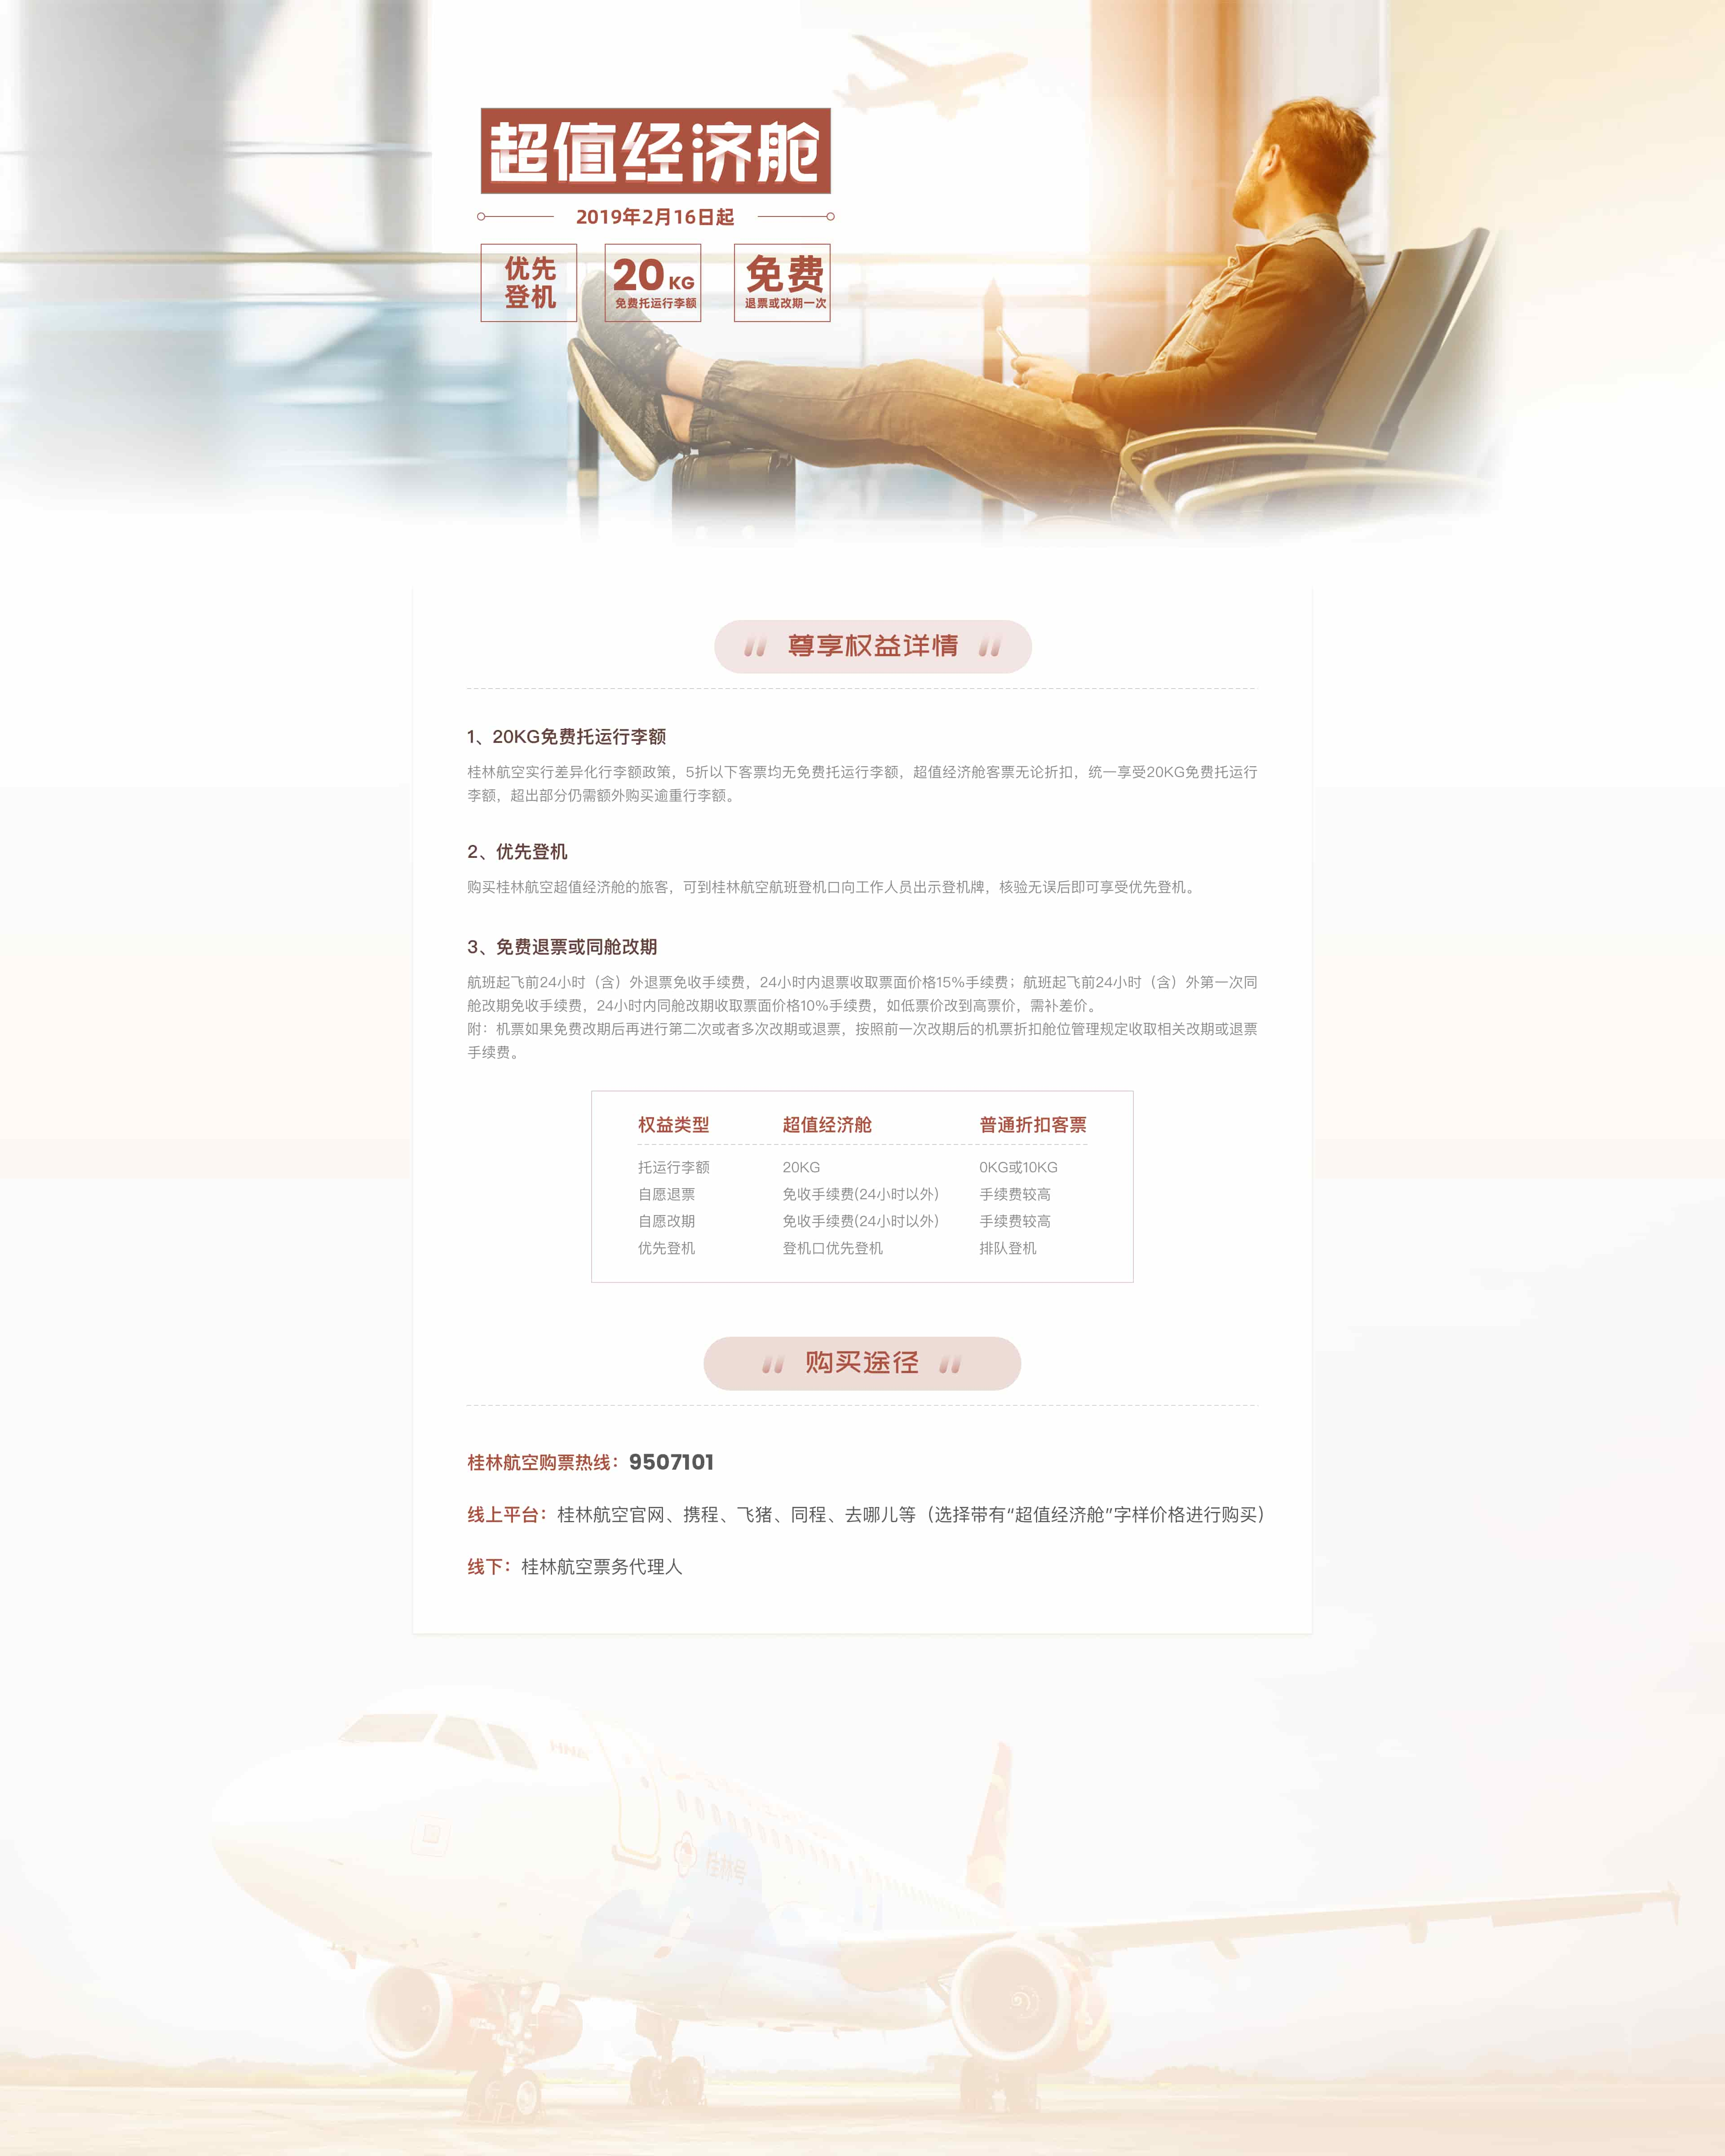 超值经济舱
2019年2月16日起
优先
登机
20 KG
免费托运行李额
免费
退票或改期一次
尊享权益详情
1、20KG免费托运行李额
桂林航空实行差异化行李额政策，5折以下客票均无免费托运行李额，超值经济舱客票无论折扣，统一享受20KG免费托运行
李额，超出部分仍需额外购买逾重行李额。
2、优先登机
购买桂林航空超值经济舱的旅客，可到桂林航空航班登机口向工作人员出示登机牌，核验无误后即可享受优先登机。
3、免费退票或同舱改期
航班起飞前24小时（含）外退票免收手续费，24小时内退票收取票面价格15%手续费；航班起飞前24小时（含）外第一次同
舱改期免收手续费，24小时内同舱改期收取票面价格10%手续费，如低票价改到高票价，需补差价。
附：机票如果免费改期后再进行第二次或者多次改期或退票，按照前一次改期后的机票折扣舱位管理规定收取相关改期或退票
手续费。
权益类型 超值经济舱 普通折扣客票
托运行李额 20KG 0KG或10KG
自愿退票 免收手续费(24小时以外) 手续费较高
自愿改期 免收手续费(24小时以外) 手续费较高
优先登机 登机口优先登机 排队登机
购买途径
桂林航空购票热线：9507101
线上平台：桂林航空官网、携程、飞猪、同程、去哪儿等（选择带有“超值经济舱”字样价格进行购买）
线下：桂林航空票务代理人
HNA
桂林号